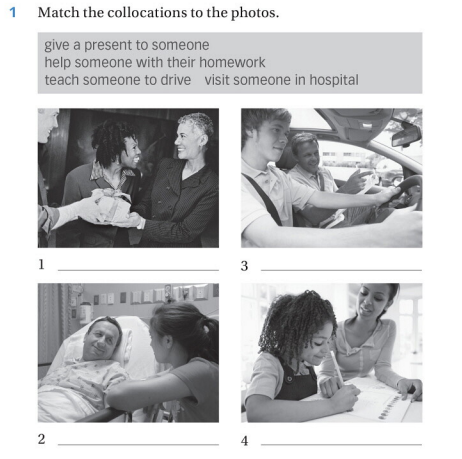 1 Match the collocations to the photos.
give a present to someone
help someone with their homework
teach someone to drive visit someone in hospital
1
3
2
4